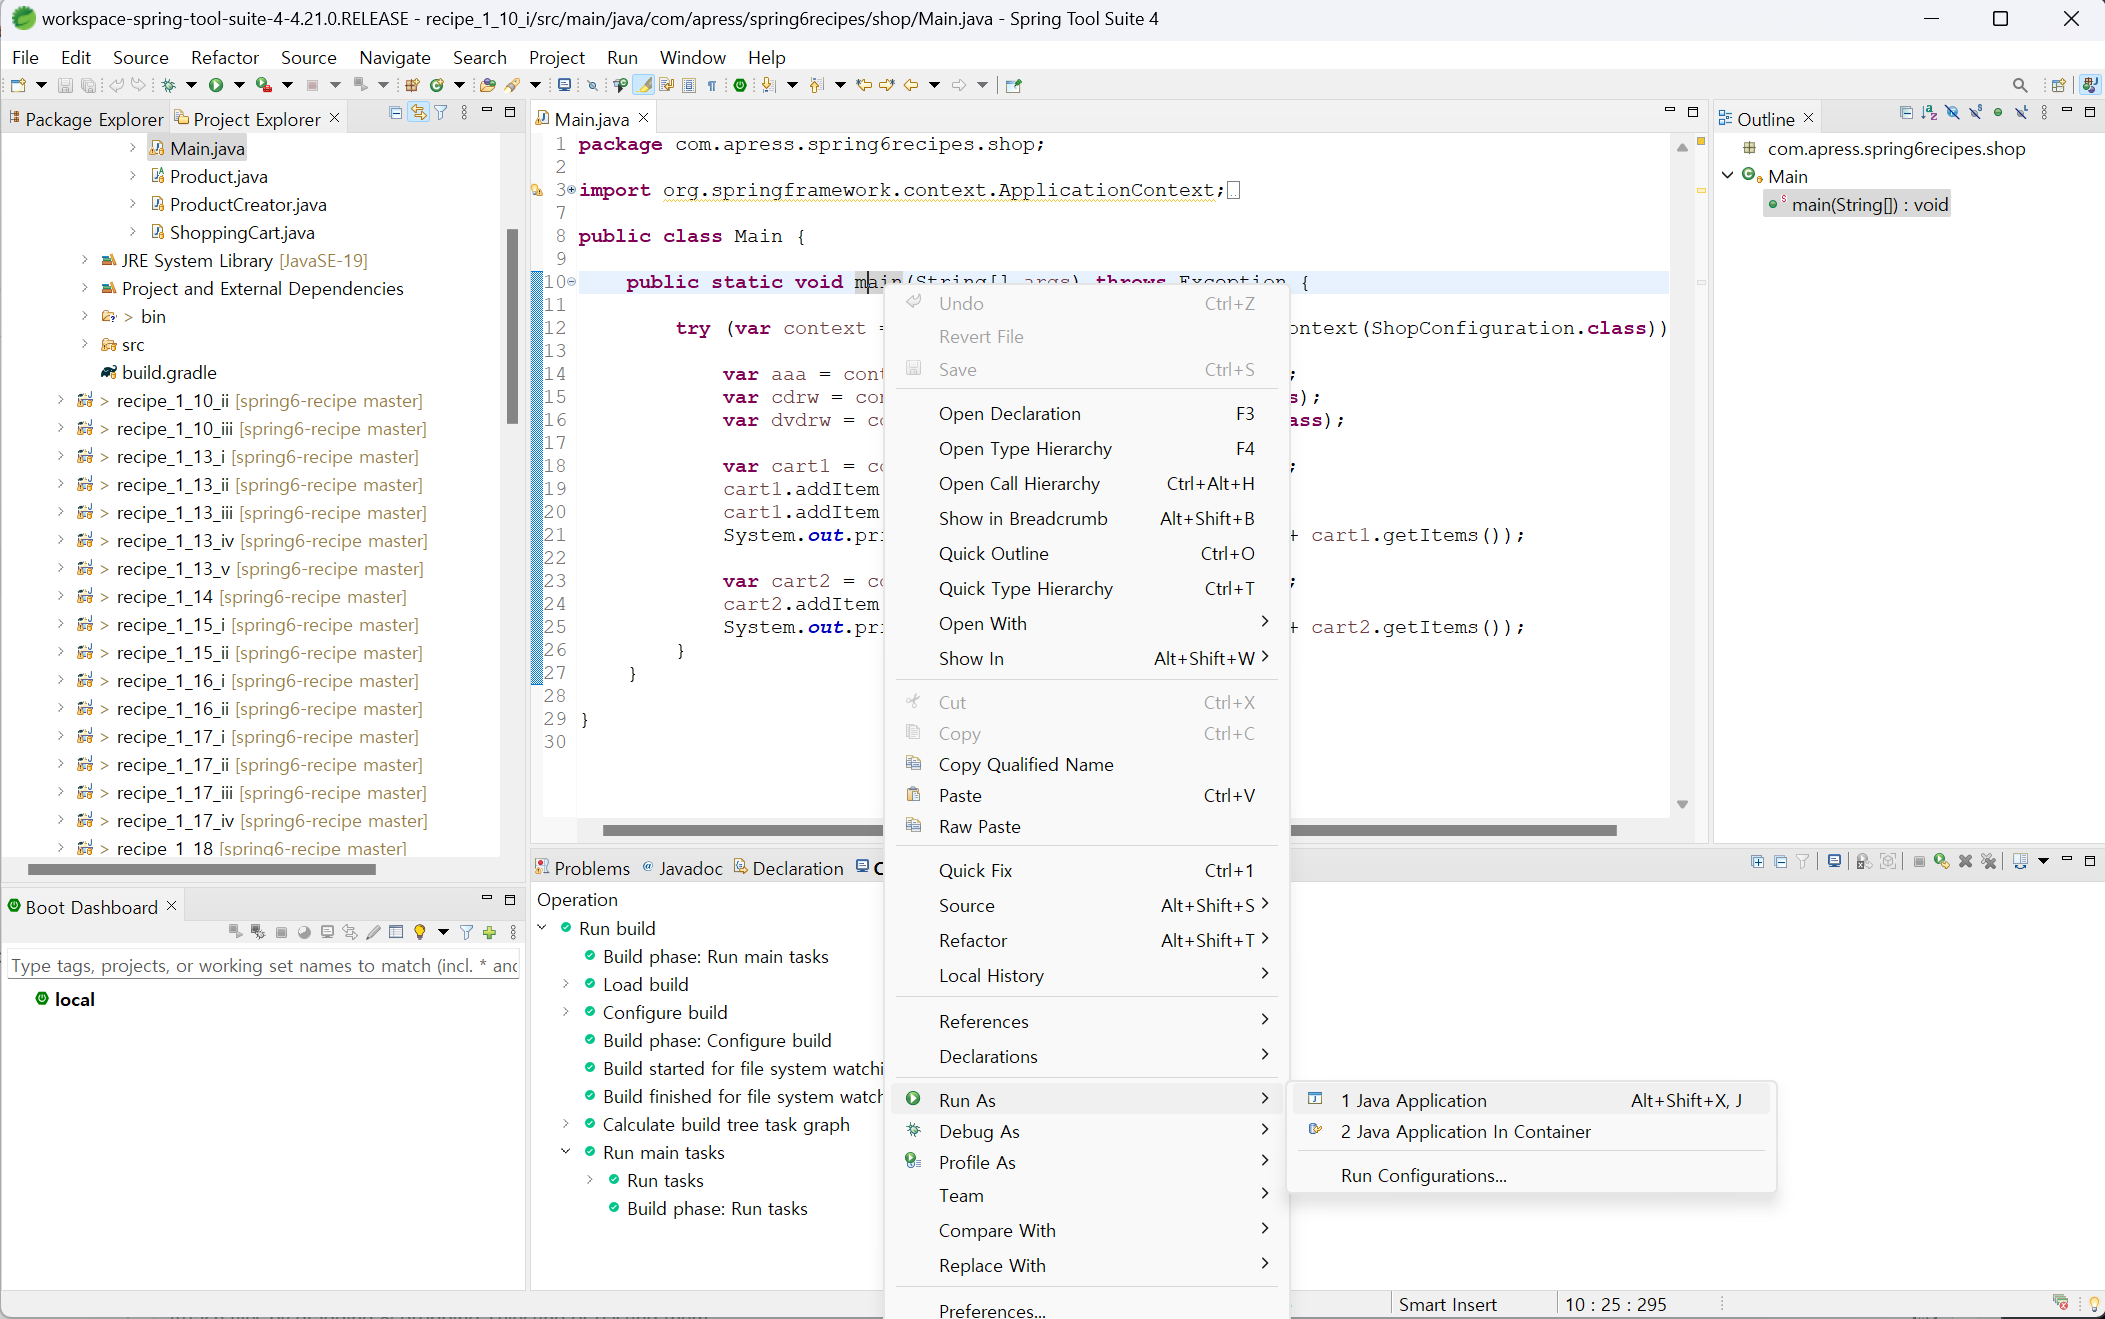 workspace-spring-tool-suite-4-4.21.0.RELEASE - recipe_1_10_i/src/main/java/com/apress/spring6recipes/shop/Main.java - Spring Tool Suite 4
File Edit Source Refactor Source Navigate Search Project Run Window Help
Package Explorer
Project Explorer
Main.java
Product.java
ProductCreator.java
ShoppingCart.java
JRE System Library [JavaSE-19]
Project and External Dependencies
> bin
src
build.gradle
> recipe_1_10_ii [spring6-recipe master]
> recipe_1_10_iii [spring6-recipe master]
> recipe_1_13_i [spring6-recipe master]
> recipe_1_13_ii [spring6-recipe master]
> recipe_1_13_iii [spring6-recipe master]
> recipe_1_13_iv [spring6-recipe master]
> recipe_1_13_v [spring6-recipe master]
> recipe_1_14 [spring6-recipe master]
> recipe_1_15_i [spring6-recipe master]
> recipe_1_15_ii [spring6-recipe master]
> recipe_1_16_i [spring6-recipe master]
> recipe_1_16_ii [spring6-recipe master]
> recipe_1_17_i [spring6-recipe master]
> recipe_1_17_ii [spring6-recipe master]
> recipe_1_17_iii [spring6-recipe master]
> recipe_1_17_iv [spring6-recipe master]
> recipe_1_18 [spring6-recipe master]
Boot Dashboard
Type tags, projects, or working set names to match (incl. * and
local
Main.java
1 package com.apress.spring6recipes.shop;
2
3 import org.springframework.context.ApplicationContext;
7
8 public class Main {
9
10 public static void main(String[] args) throws Exception {
11
12 try (var context = ontext(ShopConfiguration.class))
13
14 var aaa = cont ;
15 var cdrw = con s);
16 var dvdrw = co ass);
17
18 var cart1 = co ;
19 cart1.addItem
20 cart1.addItem
21 System.out.pri + cart1.getItems());
22
23 var cart2 = co ;
24 cart2.addItem
25 System.out.pri + cart2.getItems());
26 }
27 }
28
29 }
30
Undo Ctrl+Z
Revert File
Save Ctrl+S
Open Declaration F3
Open Type Hierarchy F4
Open Call Hierarchy Ctrl+Alt+H
Show in Breadcrumb Alt+Shift+B
Quick Outline Ctrl+O
Quick Type Hierarchy Ctrl+T
Open With
Show In Alt+Shift+W
Cut Ctrl+X
Copy Ctrl+C
Copy Qualified Name
Paste Ctrl+V
Raw Paste
Quick Fix Ctrl+1
Source Alt+Shift+S
Refactor Alt+Shift+T
Local History
References
Declarations
Run As
Debug As
Profile As
Team
Compare With
Replace With
Preferences...
1 Java Application Alt+Shift+X, J
2 Java Application In Container
Run Configurations...
Outline
com.apress.spring6recipes.shop
Main
main(String[]) : void
Problems
Javadoc
Declaration
C
Operation
Run build
Build phase: Run main tasks
Load build
Configure build
Build phase: Configure build
Build started for file system watchi
Build finished for file system watch
Calculate build tree task graph
Run main tasks
Run tasks
Build phase: Run tasks
Smart Insert
10 : 25 : 295